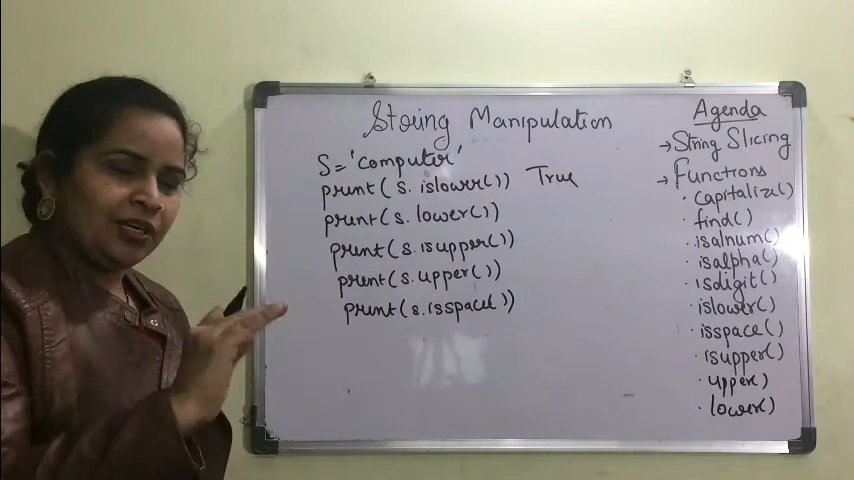 String Manipulation
S='computer'
print(s.islower()) True
print(s.lower())
print(s.isupper())
print(s.upper())
print(s.isspace())
Agenda
→String Slicing
→ Functions
· capitalize()
· find()
· isalnum()
· isalpha()
· isdigit()
· islower()
· isspace()
· isupper()
· upper()
· lower()